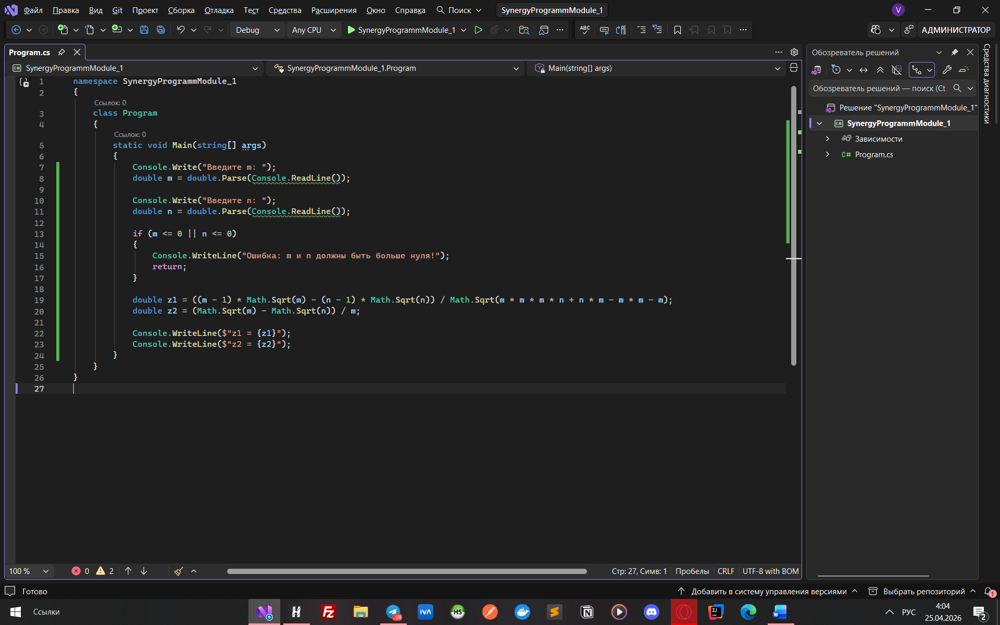 Файл Правка Вид Git Проект Сборка Отладка Тест Средства Расширения Окно Справка Поиск SynergyProgrammModule_1 V
Debug Any CPU SynergyProgrammModule_1 ABC АДМИНИСТРАТОР
Program.cs
SynergyProgrammModule_1 SynergyProgrammModule_1.Program Main(string[] args)
1 namespace SynergyProgrammModule_1
2 {
Ссылок: 0
3 class Program
4 {
Ссылок: 0
5 static void Main(string[] args)
6 {
7 Console.Write("Введите m: ");
8 double m = double.Parse(Console.ReadLine());
9
10 Console.Write("Введите n: ");
11 double n = double.Parse(Console.ReadLine());
12
13 if (m <= 0 || n <= 0)
14 {
15 Console.WriteLine("Ошибка: m и n должны быть больше нуля!");
16 return;
17 }
18
19 double z1 = ((m - 1) * Math.Sqrt(m) - (n - 1) * Math.Sqrt(n)) / Math.Sqrt(m * m * m * n + n * m - m * m - m);
20 double z2 = (Math.Sqrt(m) - Math.Sqrt(n)) / m;
21
22 Console.WriteLine($"z1 = {z1}");
23 Console.WriteLine($"z2 = {z2}");
24 }
25 }
26 }
27
Обозреватель решений
Обозреватель решений — поиск (Ct
Решение "SynergyProgrammModule_1"
C# SynergyProgrammModule_1
Зависимости
C# Program.cs
Средства диагностики
100 % 0 2 Стр: 27, Симв: 1 Пробелы CRLF UTF-8 with BOM
Готово Добавить в систему управления версиями Выбрать репозиторий 1
Ссылки H FZ ..08 IVA HS N IJ W РУС 4:04
25.04.2026 2